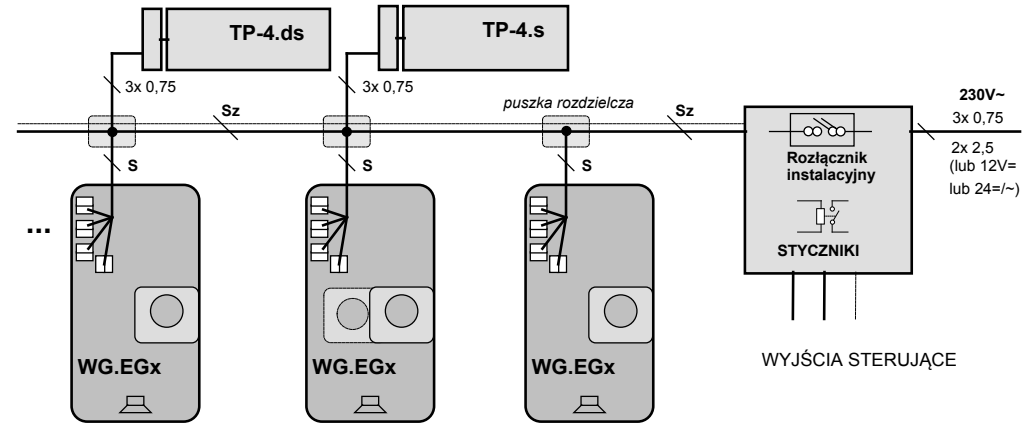 TP-4.ds
TP-4.s
3x 0,75
3x 0,75
Sz
puszka rozdzielcza
Sz
230V~
3x 0,75
2x 2,5
(lub 12V=
lub 24=/~)
Rozłącznik
instalacyjny
STYCZNIKI
S
S
S
...
WG.EGx
WG.EGx
WG.EGx
WYJŚCIA STERUJĄCE